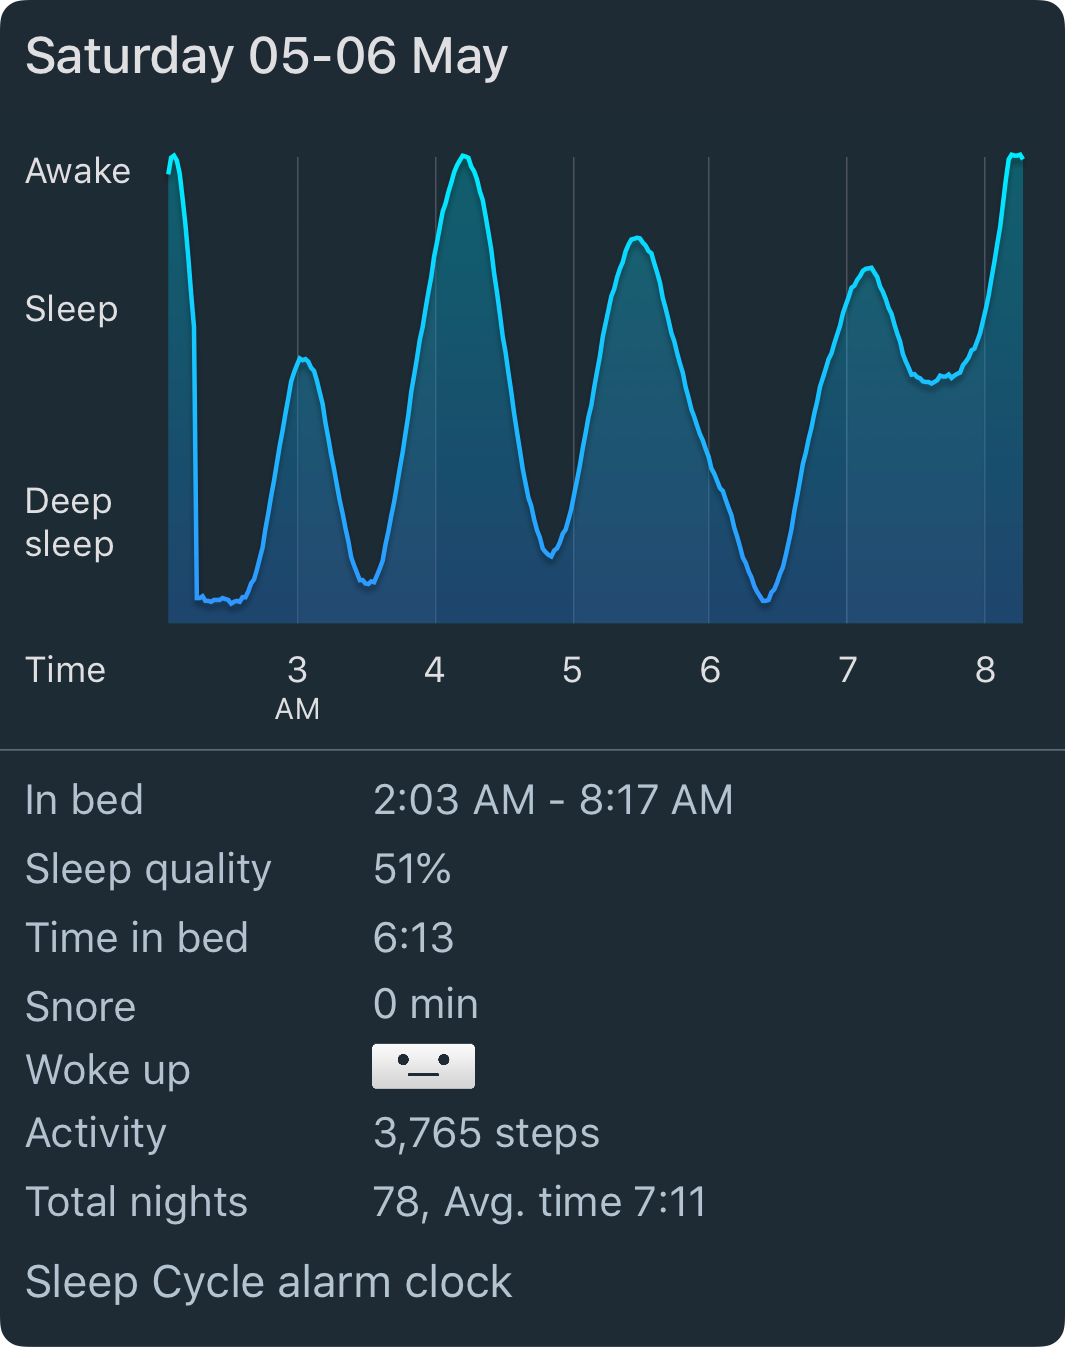 Saturday 05-06 May
Awake
Sleep
Deep
sleep
Time 3 4 5 6 7 8
AM
In bed 2:03 AM - 8:17 AM
Sleep quality 51%
Time in bed 6:13
Snore 0 min
Woke up
Activity 3,765 steps
Total nights 78, Avg. time 7:11
Sleep Cycle alarm clock